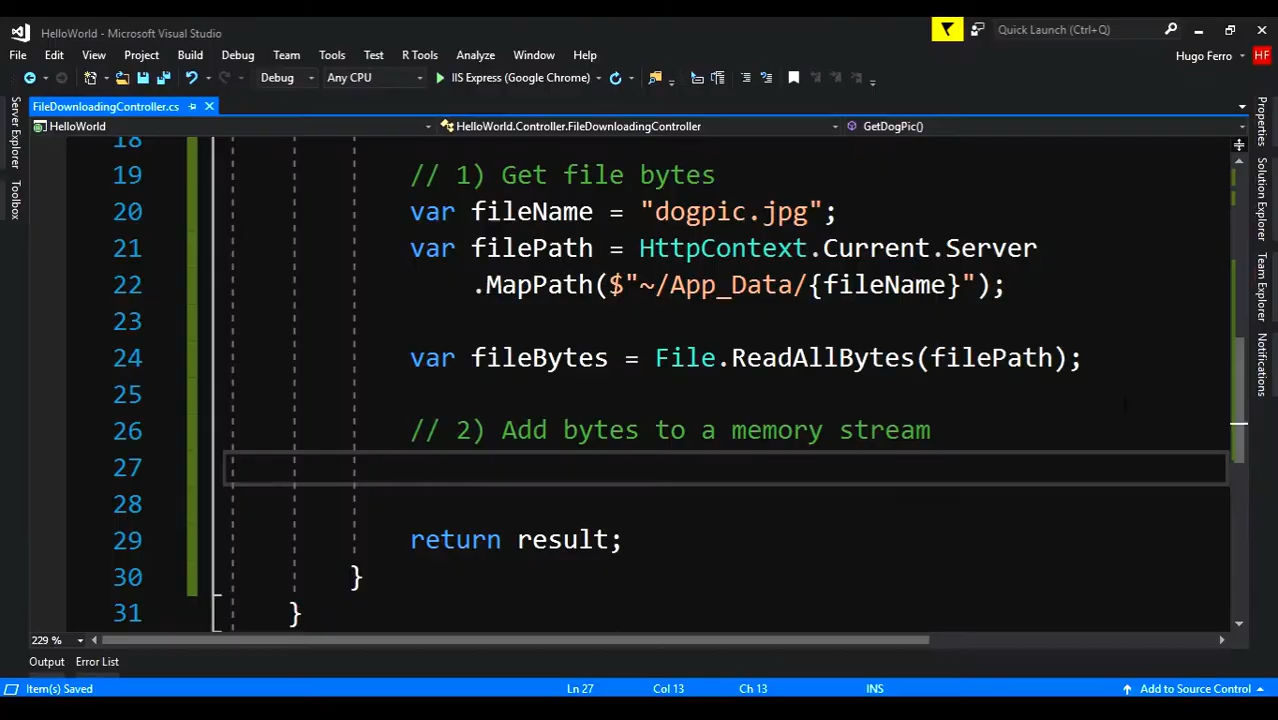 HelloWorld - Microsoft Visual Studio
Quick Launch (Ctrl+Q)
File Edit View Project Build Debug Team Tools Test R Tools Analyze Window Help
Hugo Ferro HF
Debug Any CPU IIS Express (Google Chrome)
FileDownloadingController.cs
HelloWorld HelloWorld.Controller.FileDownloadingController GetDogPic()
Server Explorer
Toolbox
Properties
Solution Explorer
Team Explorer
Notifications
18
19 // 1) Get file bytes
20 var fileName = "dogpic.jpg";
21 var filePath = HttpContext.Current.Server
22 .MapPath($"~/App_Data/{fileName}");
23
24 var fileBytes = File.ReadAllBytes(filePath);
25
26 // 2) Add bytes to a memory stream
27
28
29 return result;
30 }
31 }
229 %
Output Error List
Item(s) Saved Ln 27 Col 13 Ch 13 INS Add to Source Control